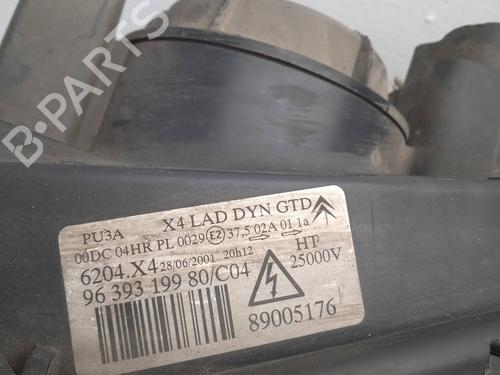 B-PARTS
PU3A X4 LAD DYN GTD
00DC 04HR PL 0029 E2 37,5 02A 01 1a
6204.X4 28/06/2001 20h12 HT
96 393 199 80/C04 25000V
89005176